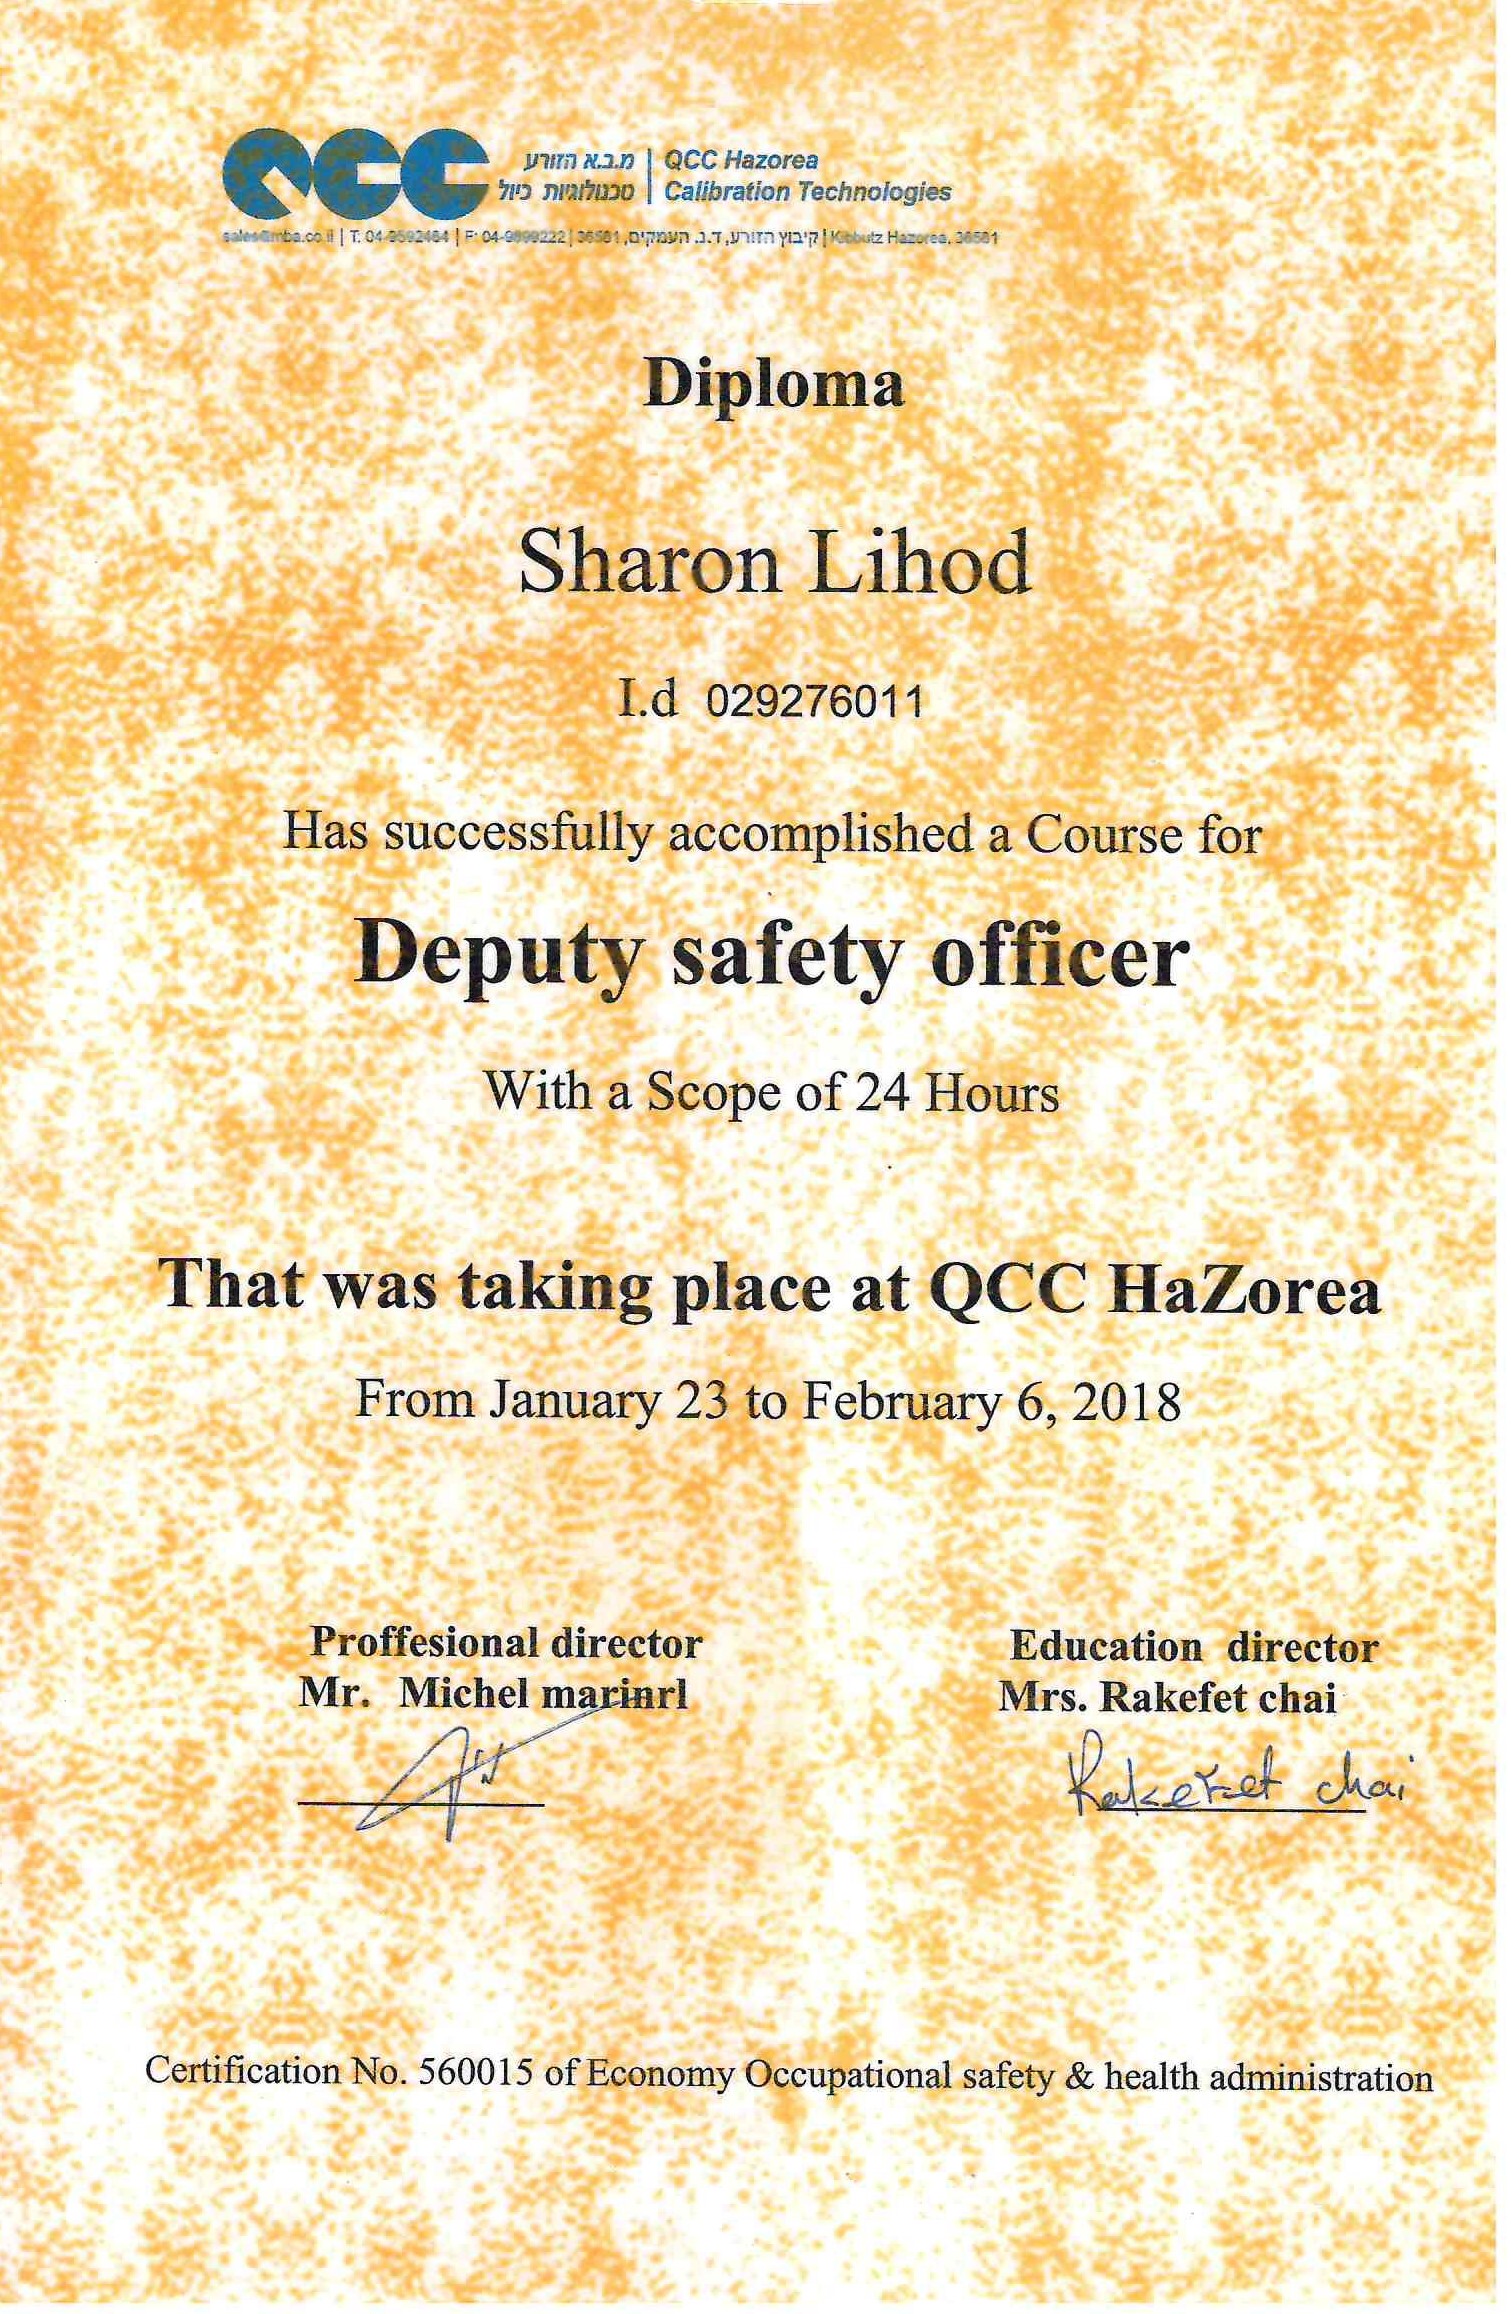 QCC
מ.ב.א הזורע | QCC Hazorea
טכנולוגיות כיול | Calibration Technologies
sales@mba.co.il | T. 04-9592484 | F: 04-9899222 | קיבוץ הזורע, ד.נ. העמקים, 36581 | Kibbutz Hazorea, 36581
Diploma
Sharon Lihod
I.d 029276011
Has successfully accomplished a Course for
Deputy safety officer
With a Scope of 24 Hours
That was taking place at QCC HaZorea
From January 23 to February 6, 2018
Proffesional director
Mr. Michel marinrl
Education director
Mrs. Rakefet chai
Rakefet chai
Certification No. 560015 of Economy Occupational safety & health administration